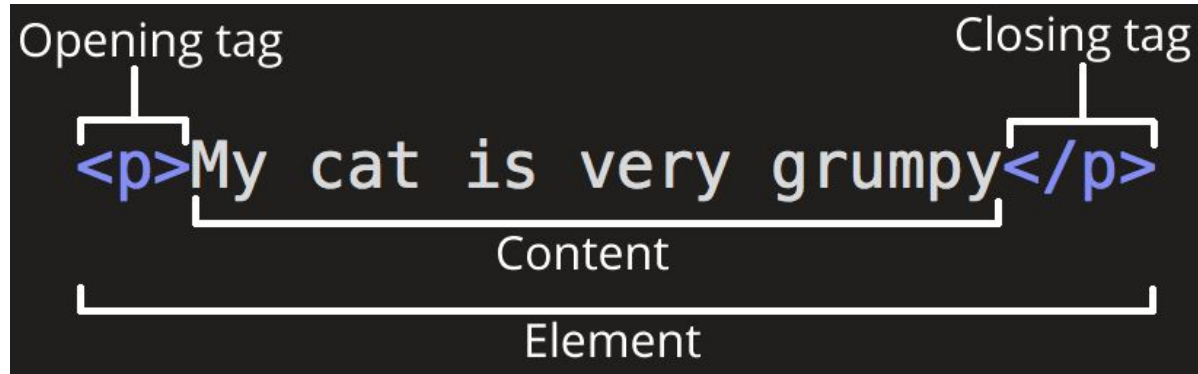 Opening tag Closing tag
<p>My cat is very grumpy</p>
Content
Element